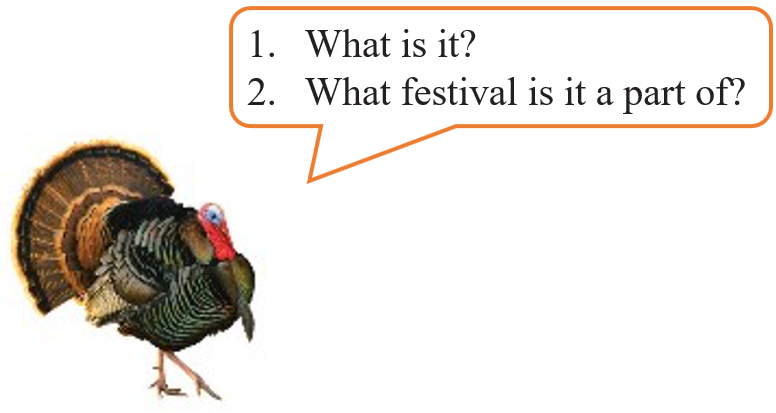 1. What is it?
2. What festival is it a part of?